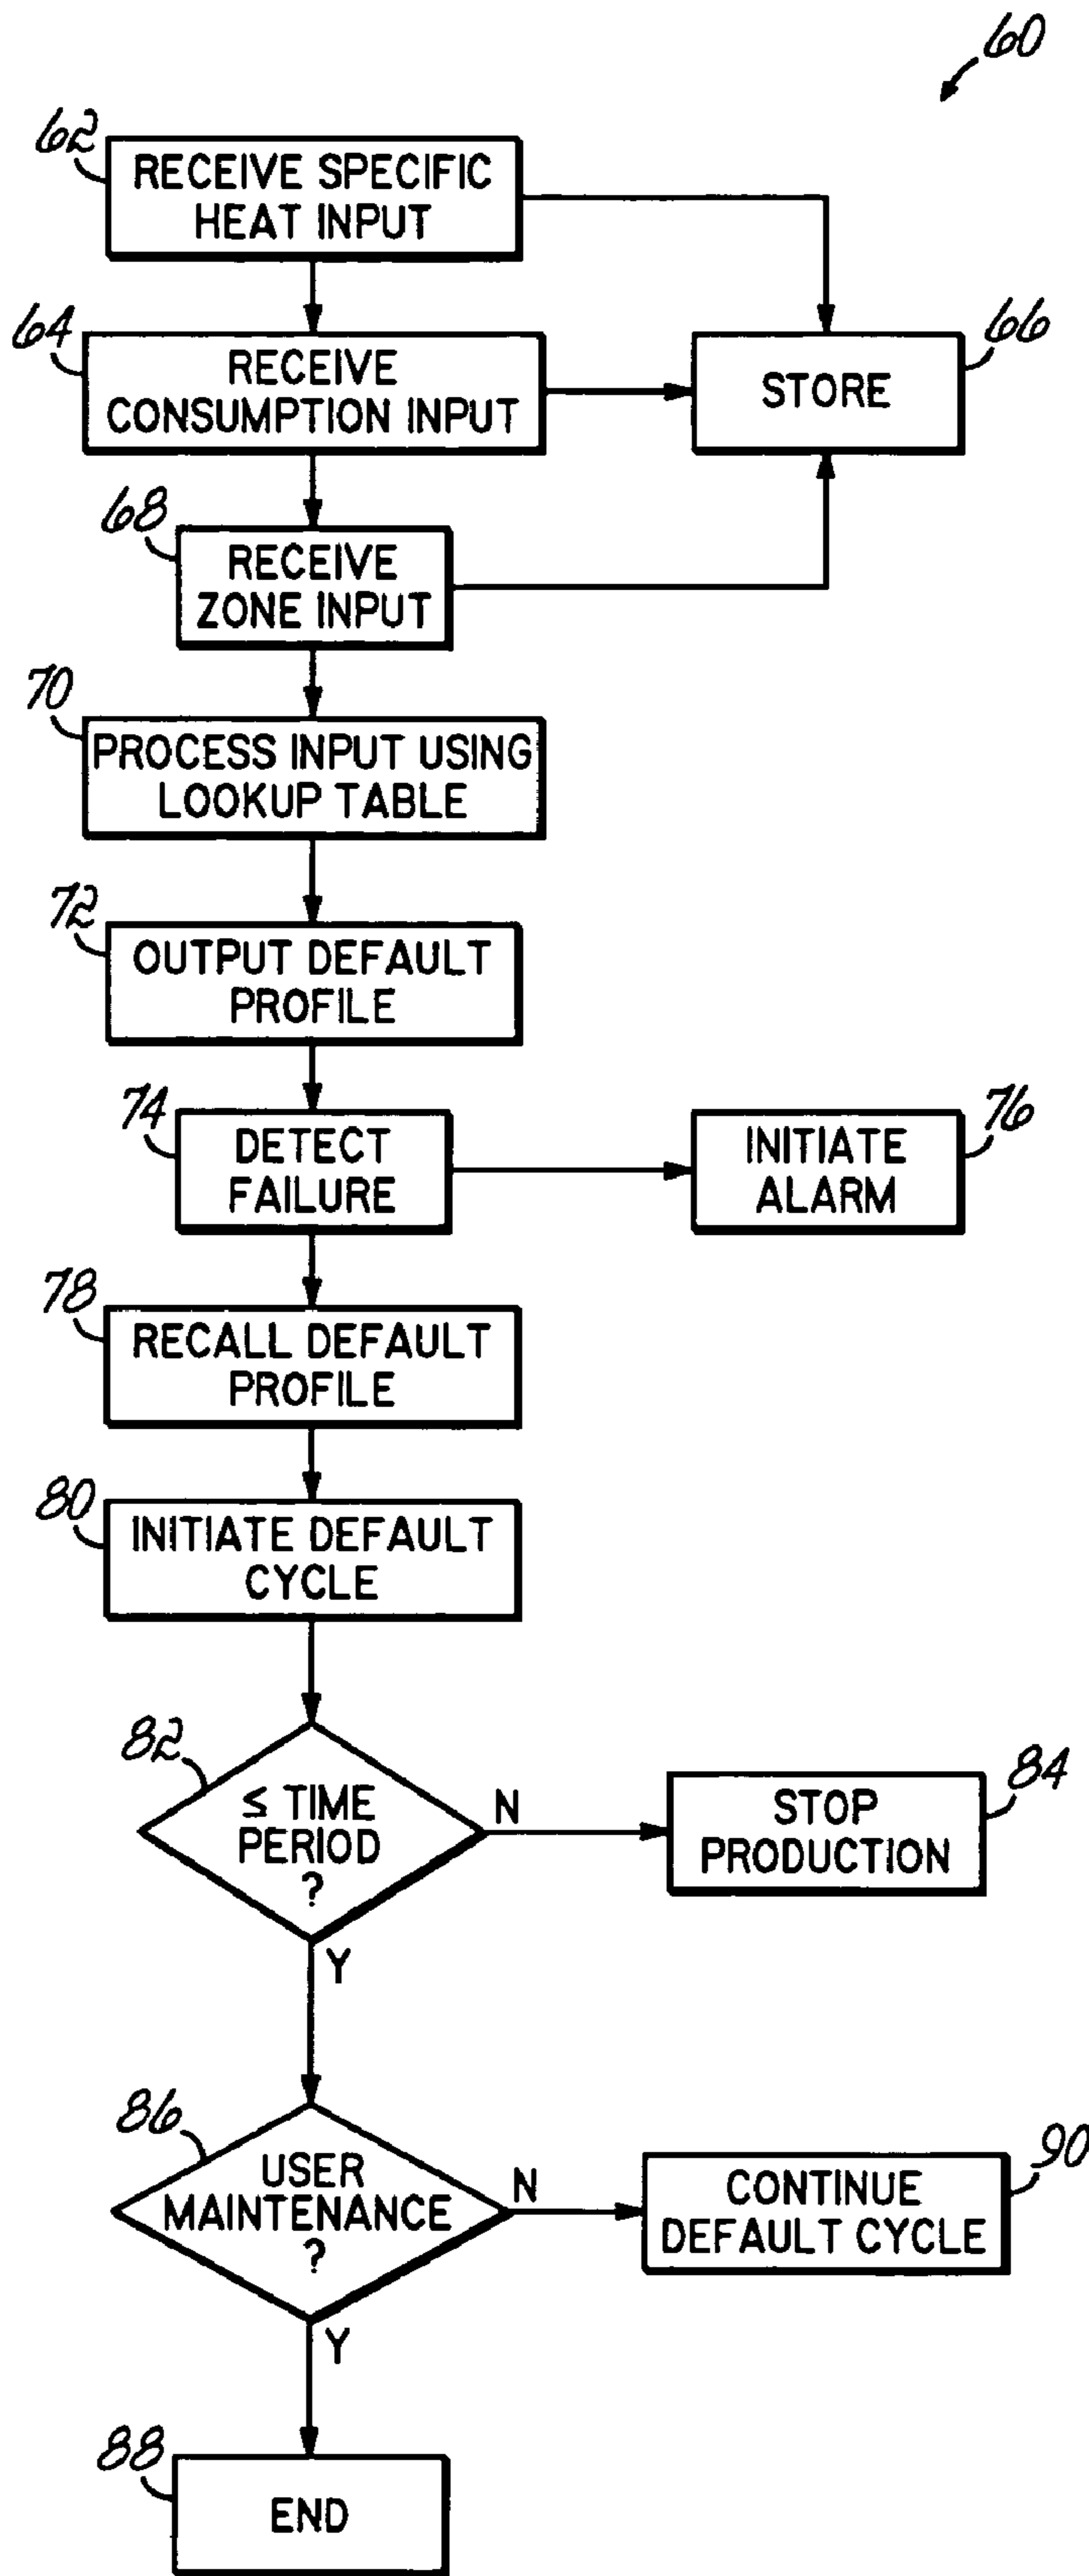 60
62
RECEIVE SPECIFIC
HEAT INPUT
64
RECEIVE
CONSUMPTION INPUT
66
STORE
68
RECEIVE
ZONE INPUT
70
PROCESS INPUT USING
LOOKUP TABLE
72
OUTPUT DEFAULT
PROFILE
74
DETECT
FAILURE
76
INITIATE
ALARM
78
RECALL DEFAULT
PROFILE
80
INITIATE DEFAULT
CYCLE
82
≤ TIME
PERIOD
?
N
84
STOP
PRODUCTION
Y
86
USER
MAINTENANCE
?
N
90
CONTINUE
DEFAULT CYCLE
Y
88
END